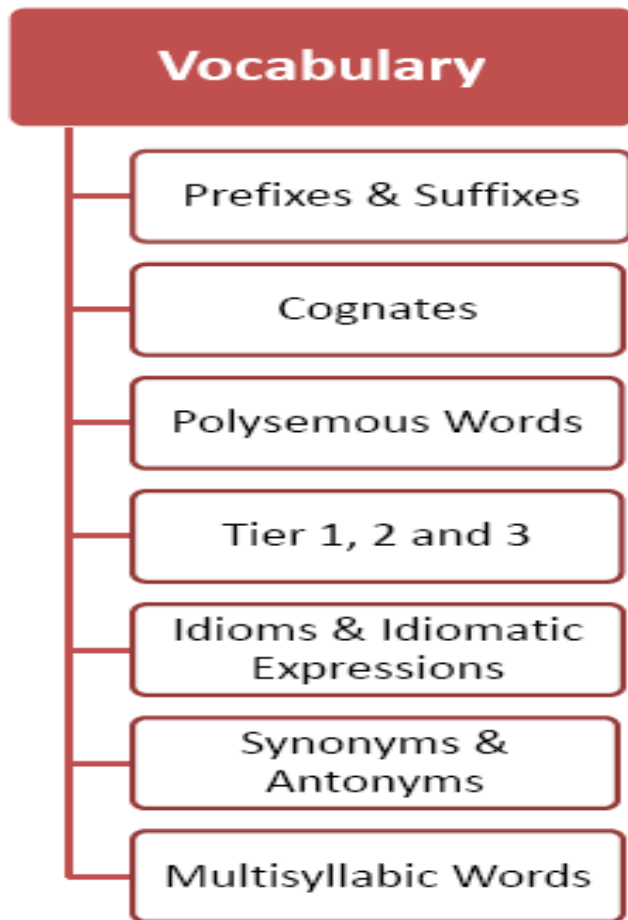 Vocabulary
Prefixes & Suffixes
Cognates
Polysemous Words
Tier 1, 2 and 3
Idioms & Idiomatic
Expressions
Synonyms &
Antonyms
Multisyllabic Words